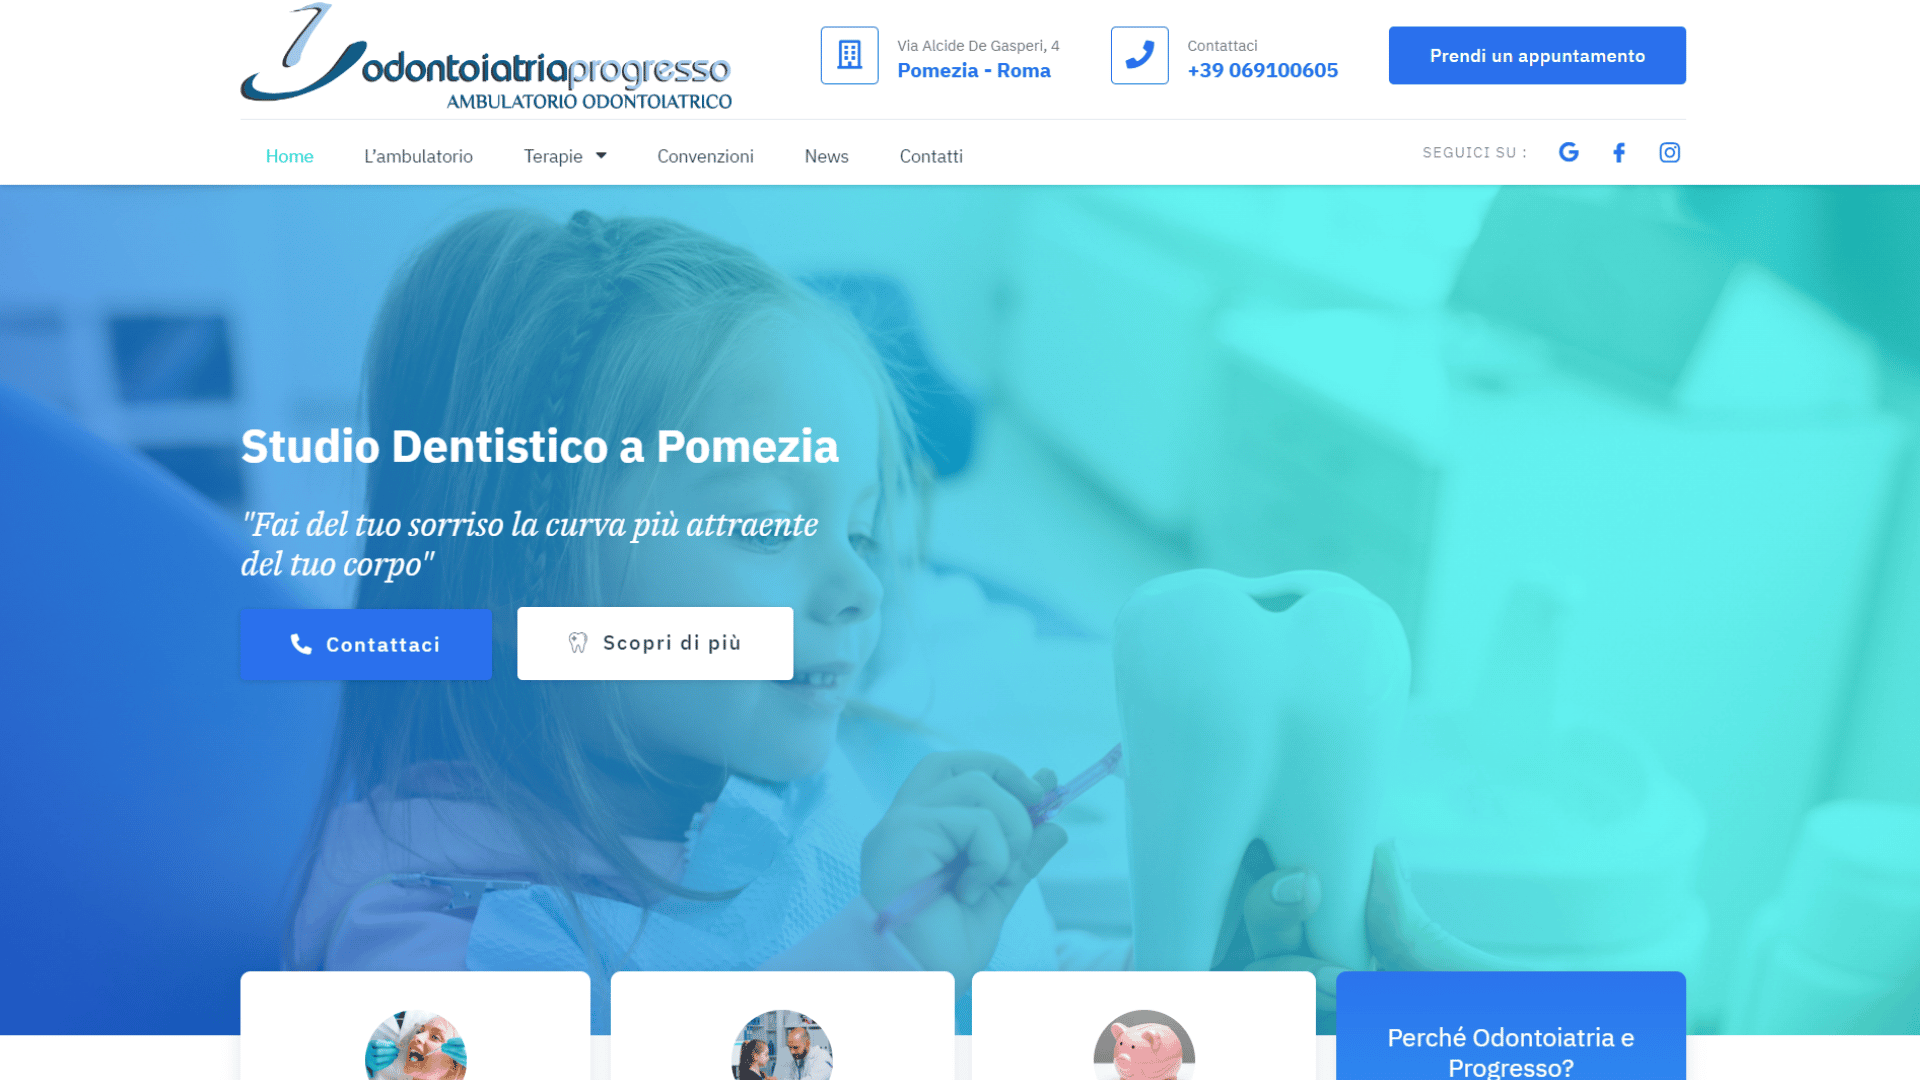 odontoiatriaprogresso
AMBULATORIO ODONTOIATRICO
Via Alcide De Gasperi, 4
Pomezia - Roma
Contattaci
+39 069100605
Prendi un appuntamento
Home
L’ambulatorio
Terapie
Convenzioni
News
Contatti
SEGUICI SU :
Studio Dentistico a Pomezia
"Fai del tuo sorriso la curva più attraente
del tuo corpo"
Contattaci
Scopri di più
Perché Odontoiatria e
Progresso?